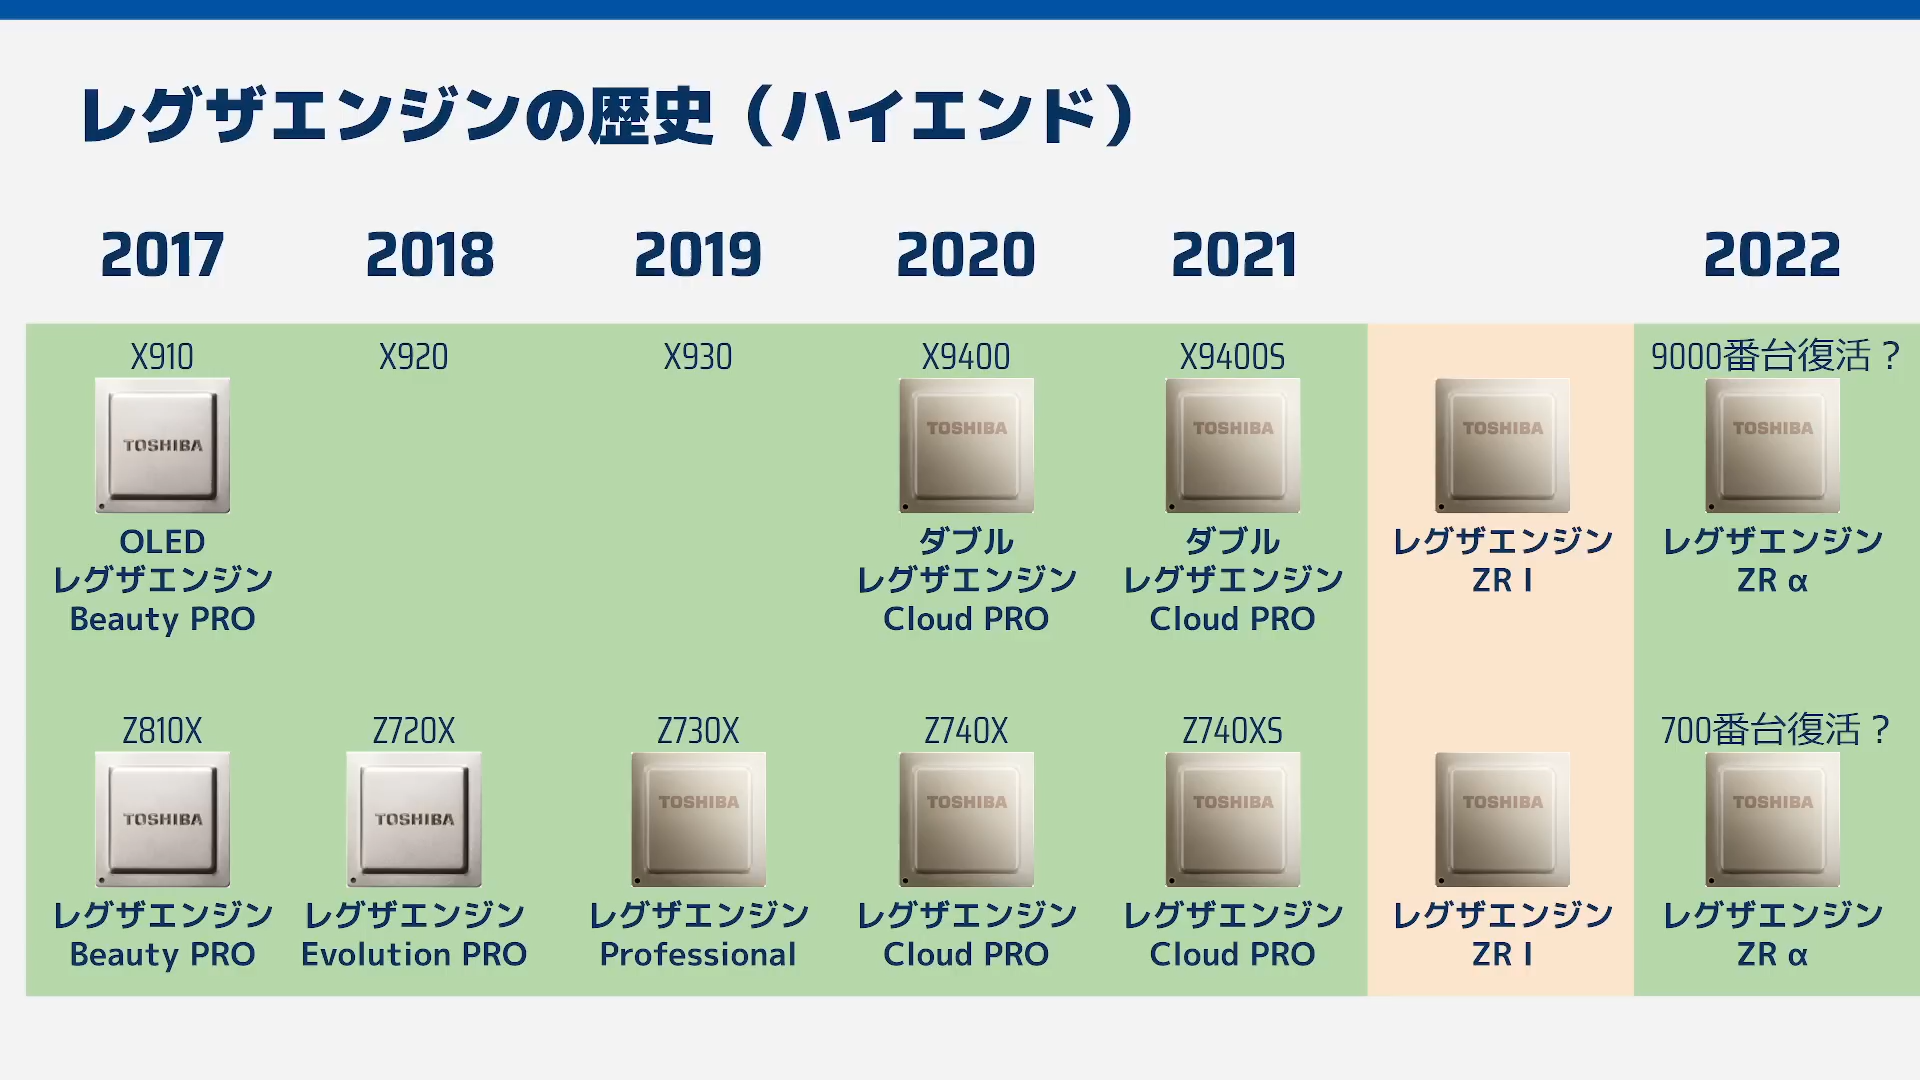 レグザエンジンの歴史（ハイエンド）
2017 2018 2019 2020 2021 2022
X910 X920 X930 X9400 X9400S 9000番台復活？
TOSHIBA TOSHIBA TOSHIBA TOSHIBA TOSHIBA
OLED ダブル ダブル レグザエンジン レグザエンジン
レグザエンジン レグザエンジン レグザエンジン ZR I ZR α
Beauty PRO Cloud PRO Cloud PRO
Z810X Z720X Z730X Z740X Z740XS 700番台復活？
TOSHIBA TOSHIBA TOSHIBA TOSHIBA TOSHIBA TOSHIBA TOSHIBA
レグザエンジン レグザエンジン レグザエンジン レグザエンジン レグザエンジン レグザエンジン レグザエンジン
Beauty PRO Evolution PRO Professional Cloud PRO Cloud PRO ZR I ZR α